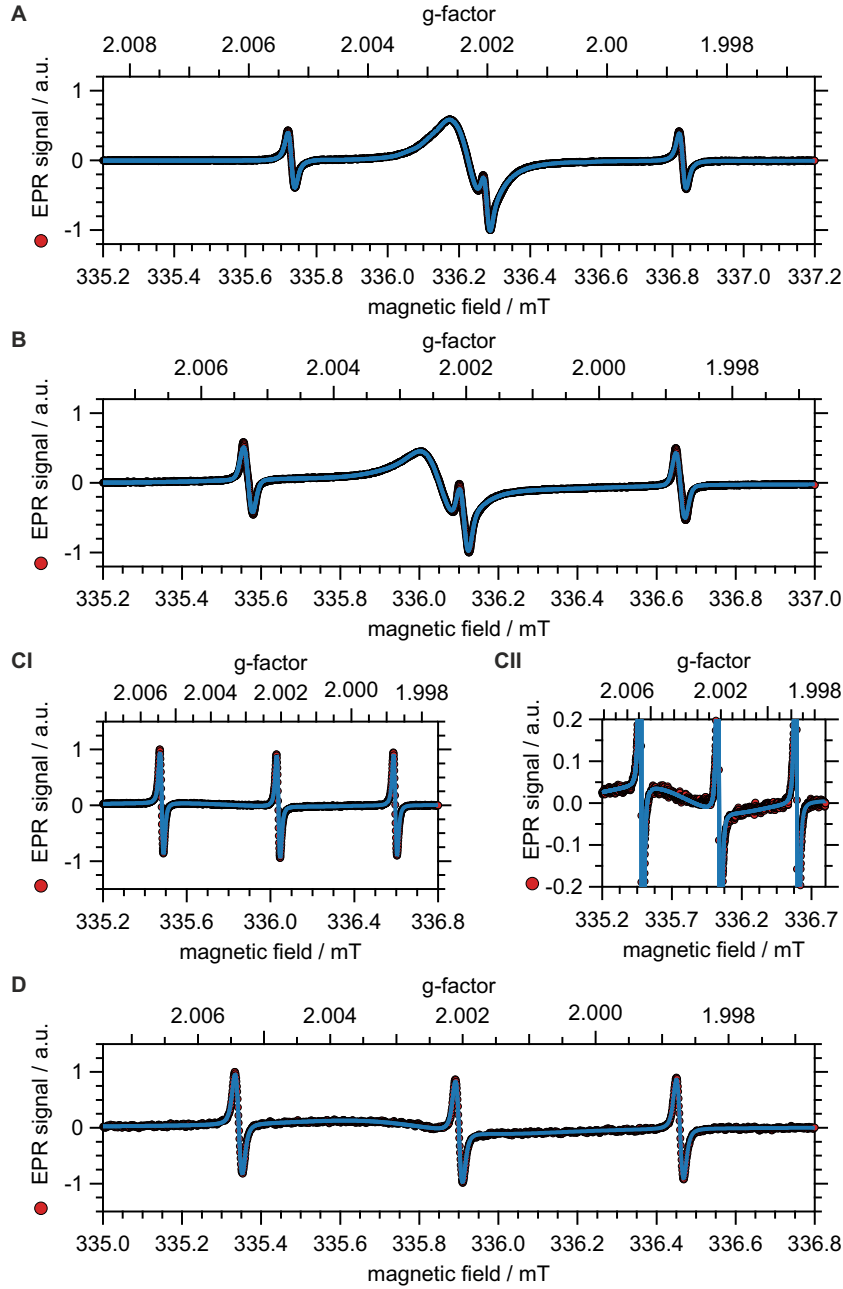 A
g-factor
2.008 2.006 2.004 2.002 2.00 1.998
EPR signal / a.u.
1
0
-1
335.2 335.4 335.6 335.8 336.0 336.2 336.4 336.6 336.8 337.0 337.2
magnetic field / mT
B
g-factor
2.006 2.004 2.002 2.000 1.998
EPR signal / a.u.
1
0
-1
335.2 335.4 335.6 335.8 336.0 336.2 336.4 336.6 336.8 337.0
magnetic field / mT
CI
g-factor
2.006 2.004 2.002 2.000 1.998
EPR signal / a.u.
1
0
-1
335.2 335.6 336.0 336.4 336.8
magnetic field / mT
CII
g-factor
2.006 2.002 1.998
EPR signal / a.u.
0.2
0.1
0.0
-0.1
-0.2
335.2 335.7 336.2 336.7
magnetic field / mT
D
g-factor
2.006 2.004 2.002 2.000 1.998
EPR signal / a.u.
1
0
-1
335.0 335.2 335.4 335.6 335.8 336.0 336.2 336.4 336.6 336.8
magnetic field / mT